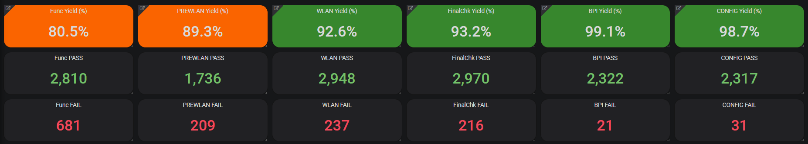 Func Yield (%) PREWLAN Yield (%) WLAN Yield (%) FinalChk Yield (%) BPI Yield (%) CONFIG Yield (%)
80.5% 89.3% 92.6% 93.2% 99.1% 98.7%
Func PASS PREWLAN PASS WLAN PASS FinalChk PASS BPI PASS CONFIG PASS
2,810 1,736 2,948 2,970 2,322 2,317
Func FAIL PREWLAN FAIL WLAN FAIL FinalChk FAIL BPI FAIL CONFIG FAIL
681 209 237 216 21 31